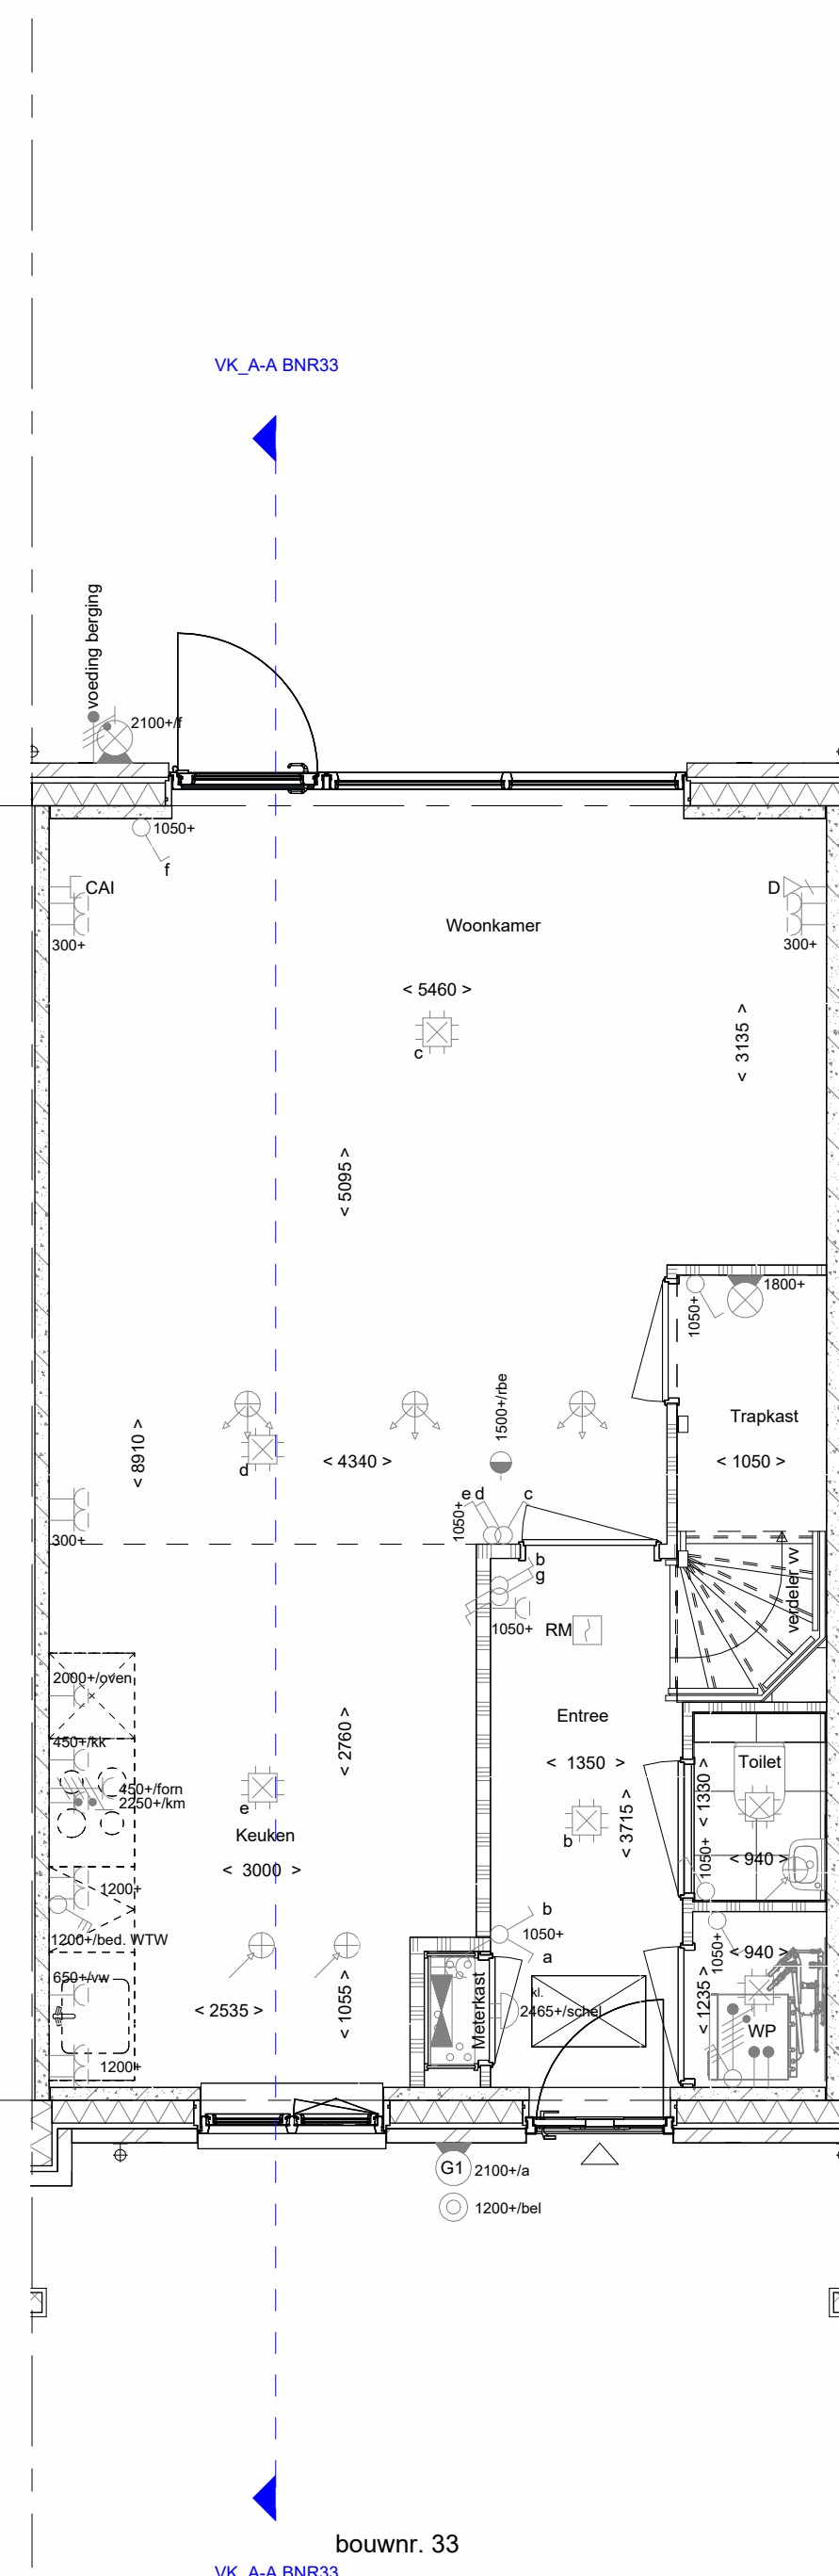 VK_A-A BNR33
voeding berging
2100+/f
1050+
f
CAI
300+
D
300+
Woonkamer
< 5460 >
c
< 3135 >
< 5095 >
1050+
1800+
Trapkast
< 1050 >
1500+/rbe
d
< 4340 >
< 8910 >
300+
e d
c
1050+
b
g
1050+
RM
verdeler vv
2000+/oven
450+/kk
450+/forn
2250+/km
< 2760 >
e
Keuken
< 3000 >
Entree
< 1350 >
b
< 3715 >
Toilet
< 1330 >
1050+
< 940 >
1200+
1200+/bed. WTW
650+/vw
1200+
b
1050+
a
< 2535 >
< 1055 >
Meterkast
kl.
2465+/schel
1050+
< 940 >
< 1235 >
WP
G1
2100+/a
1200+/bel
bouwnr. 33
VK_A-A BNR33